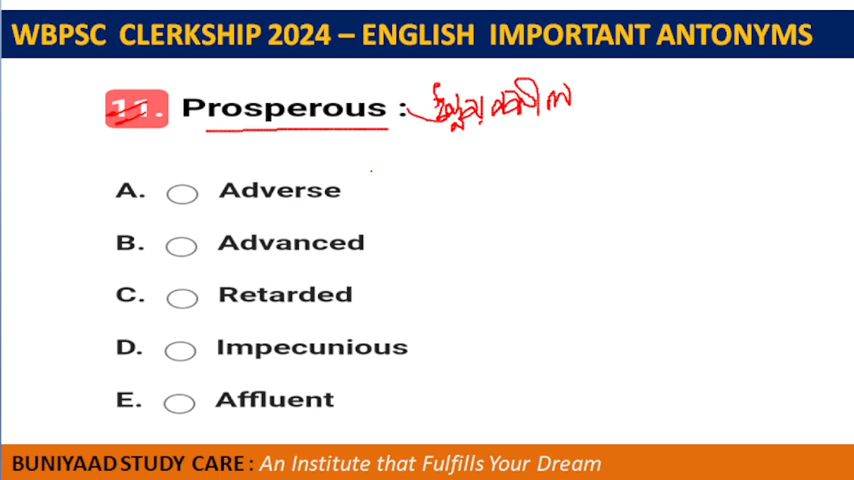 WBPSC CLERKSHIP 2024 – ENGLISH IMPORTANT ANTONYMS
11. Prosperous :
A. Adverse
B. Advanced
C. Retarded
D. Impecunious
E. Affluent
BUNIYAAD STUDY CARE : An Institute that Fulfills Your Dream